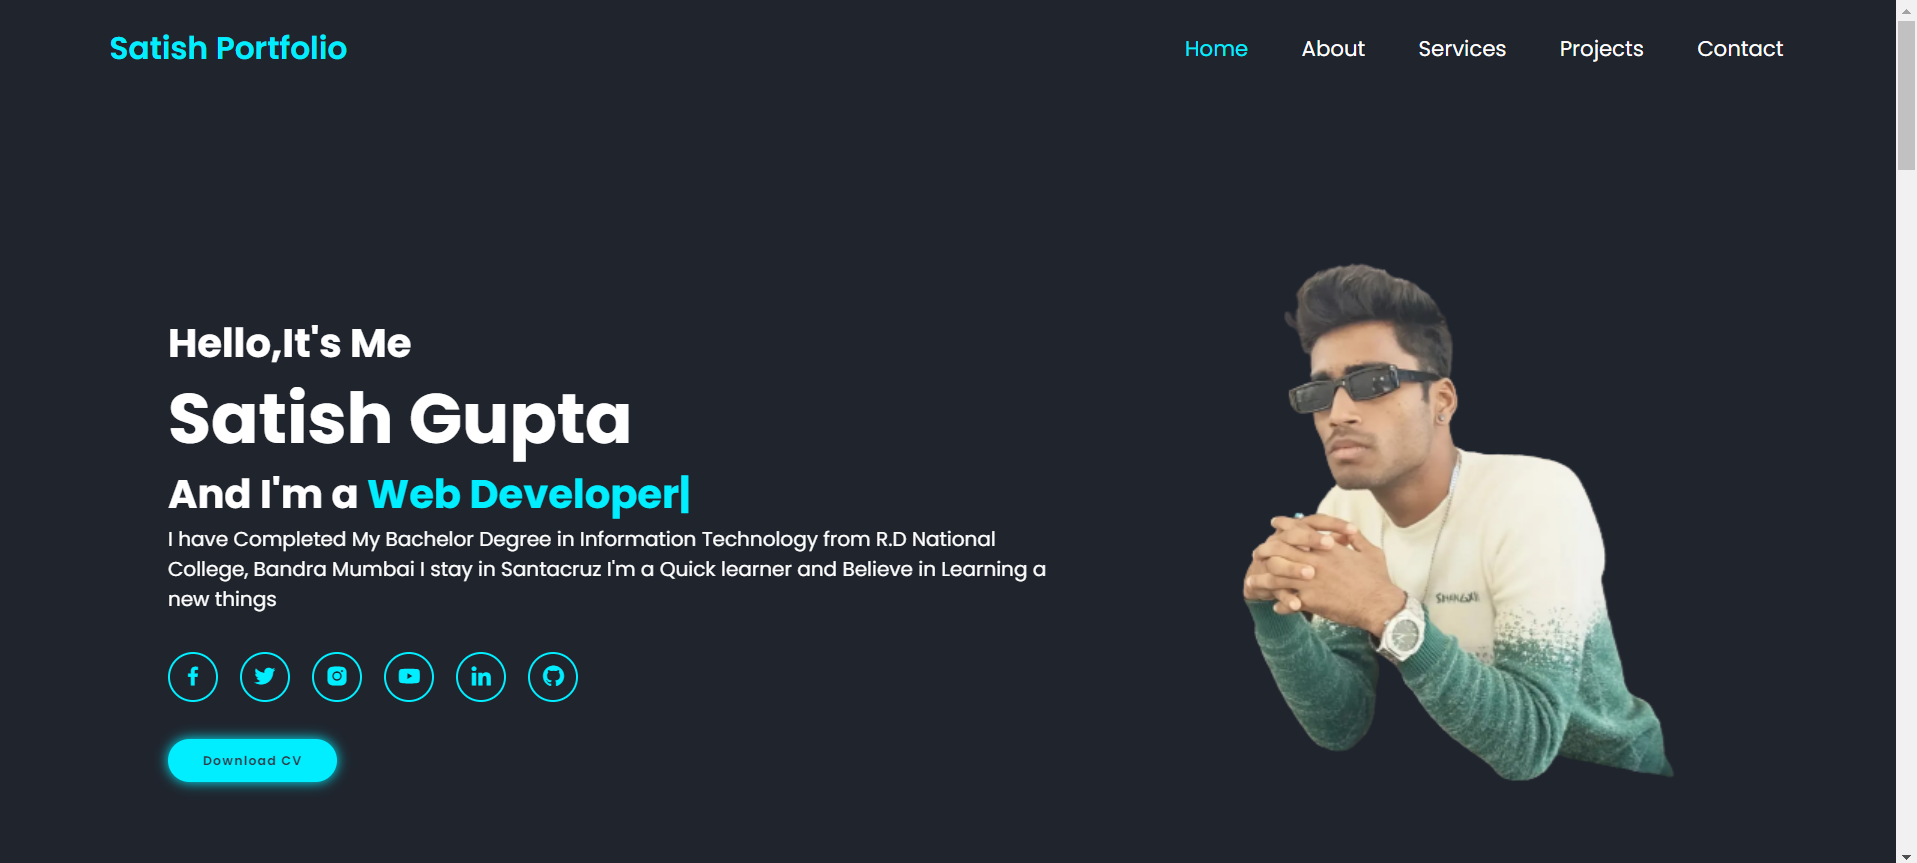 Satish Portfolio
Home
About
Services
Projects
Contact
Hello,It's Me
Satish Gupta
And I'm a Web Developer|
I have Completed My Bachelor Degree in Information Technology from R.D National
College, Bandra Mumbai I stay in Santacruz I'm a Quick learner and Believe in Learning a
new things
Download CV